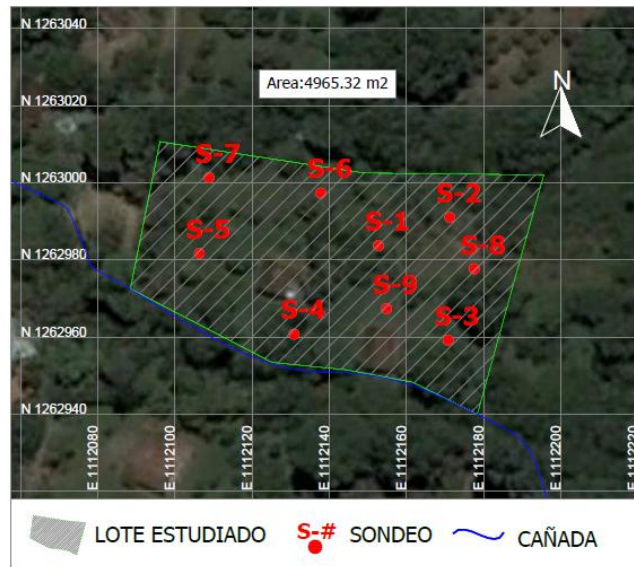 N 1263040
Area:4965.32 m2
N
N 1263020
S-7
S-6
N 1263000
S-2
S-1
S-5
S-8
N 1262980
S-9
S-4
S-3
N 1262960
N 1262940
E 1112080
E 1112100
E 1112120
E 1112140
E 1112160
E 1112180
E 1112200
E 1112220
LOTE ESTUDIADO
S-#
SONDEO
CAÑADA